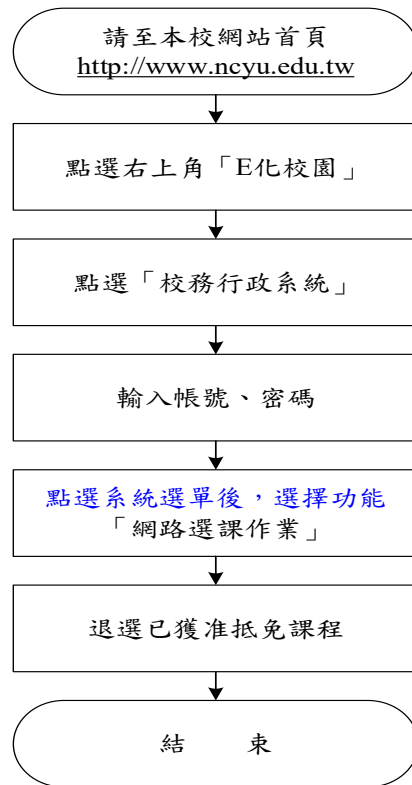 請至本校網站首頁
http://www.ncyu.edu.tw
點選右上角「E化校園」
點選「校務行政系統」
輸入帳號、密碼
點選系統選單後，選擇功能
「網路選課作業」
退選已獲准抵免課程
結　　束